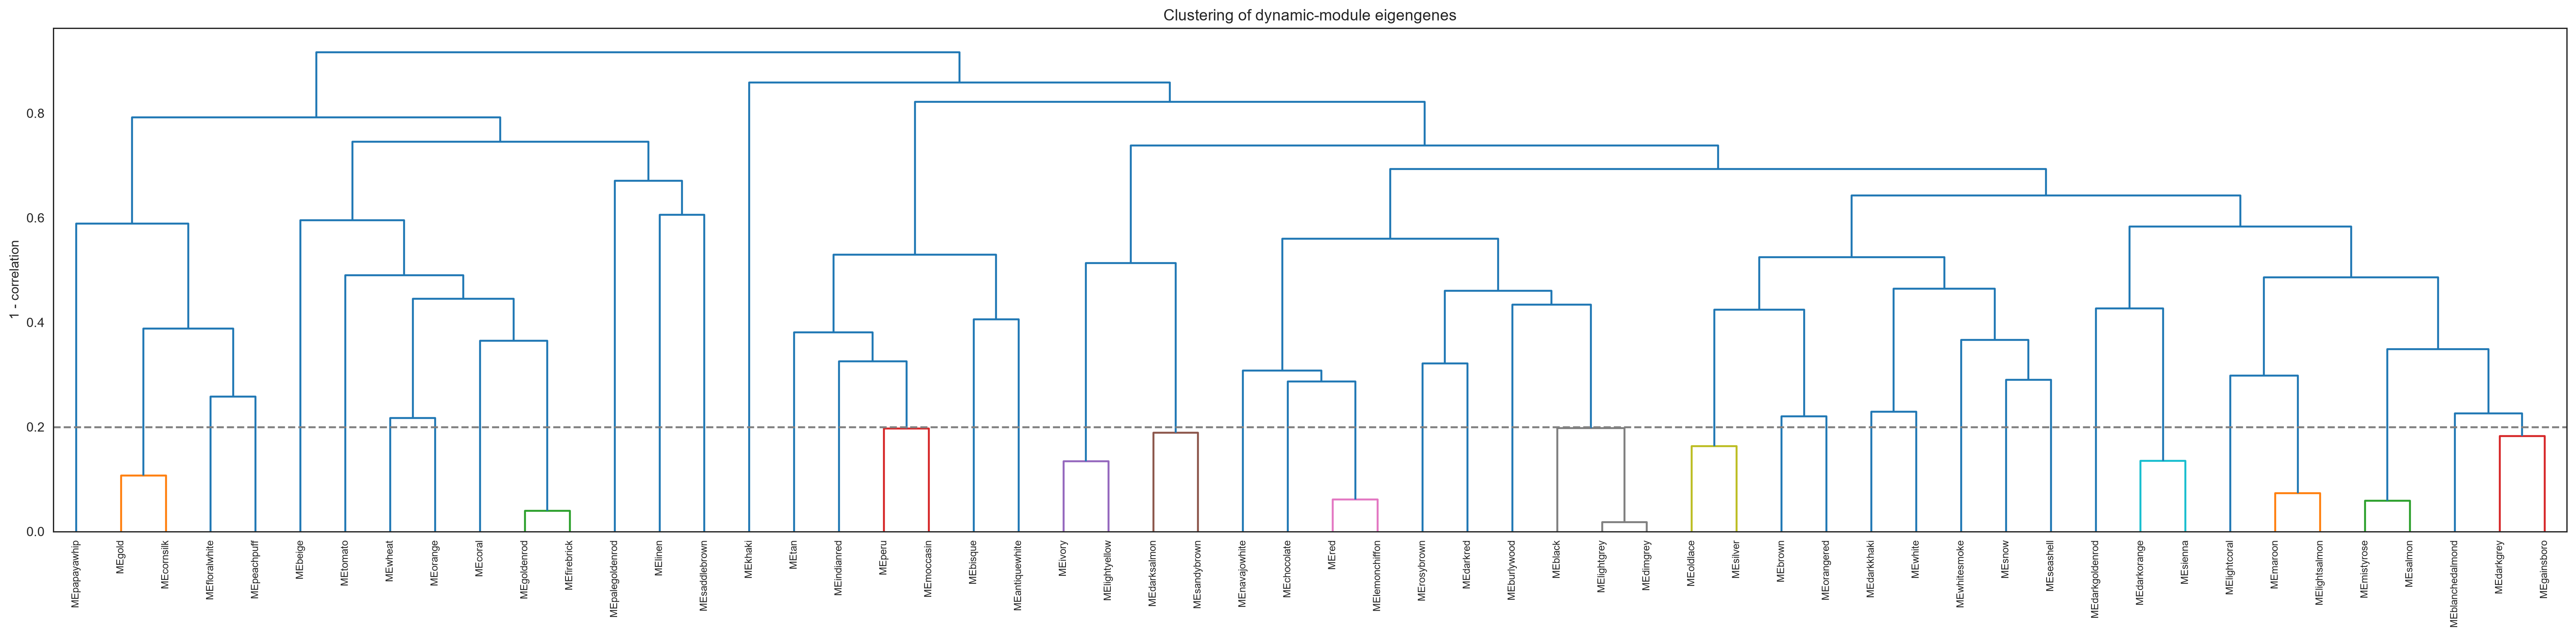 Clustering of dynamic-module eigengenes
1 - correlation
0.8
0.6
0.4
0.2
0.0
MEpapayawhip
MEgold
MEcornsilk
MEfloralwhite
MEpeachpuff
MEbeige
MEtomato
MEwheat
MEorange
MEcoral
MEgoldenrod
MEfirebrick
MEpalegoldenrod
MElinen
MEsaddlebrown
MEkhaki
MEtan
MEindianred
MEperu
MEmoccasin
MEbisque
MEantiquewhite
MEivory
MElightyellow
MEdarksalmon
MEsandybrown
MEnavajowhite
MEchocolate
MEred
MElemonchiffon
MErosybrown
MEdarkred
MEburlywood
MEblack
MElightgrey
MEdimgrey
MEoldlace
MEsilver
MEbrown
MEorangered
MEdarkkhaki
MEwhite
MEwhitesmoke
MEsnow
MEseashell
MEdarkgoldenrod
MEdarkorange
MEsienna
MElightcoral
MEmaroon
MElightsalmon
MEmistyrose
MEsalmon
MEblanchedalmond
MEdarkgrey
MEgainsboro